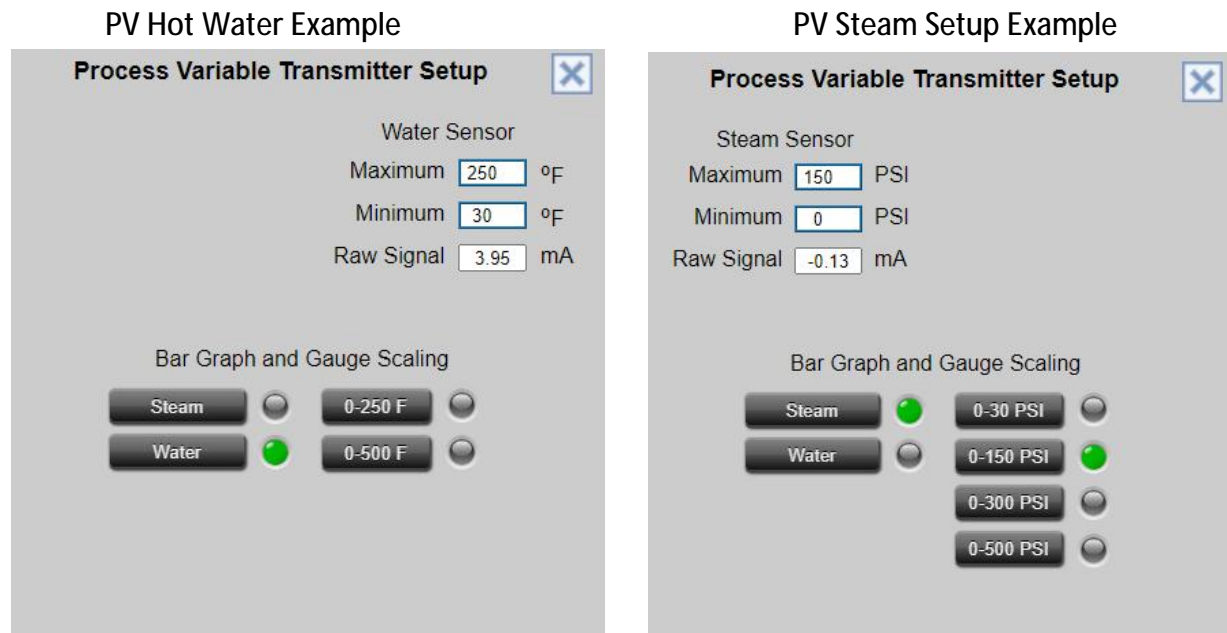 PV Hot Water Example
Process Variable Transmitter Setup
Water Sensor
Maximum 250 ºF
Minimum 30 ºF
Raw Signal 3.95 mA
Bar Graph and Gauge Scaling
Steam 0-250 F
Water 0-500 F
PV Steam Setup Example
Process Variable Transmitter Setup
Steam Sensor
Maximum 150 PSI
Minimum 0 PSI
Raw Signal -0.13 mA
Bar Graph and Gauge Scaling
Steam 0-30 PSI
Water 0-150 PSI
0-300 PSI
0-500 PSI